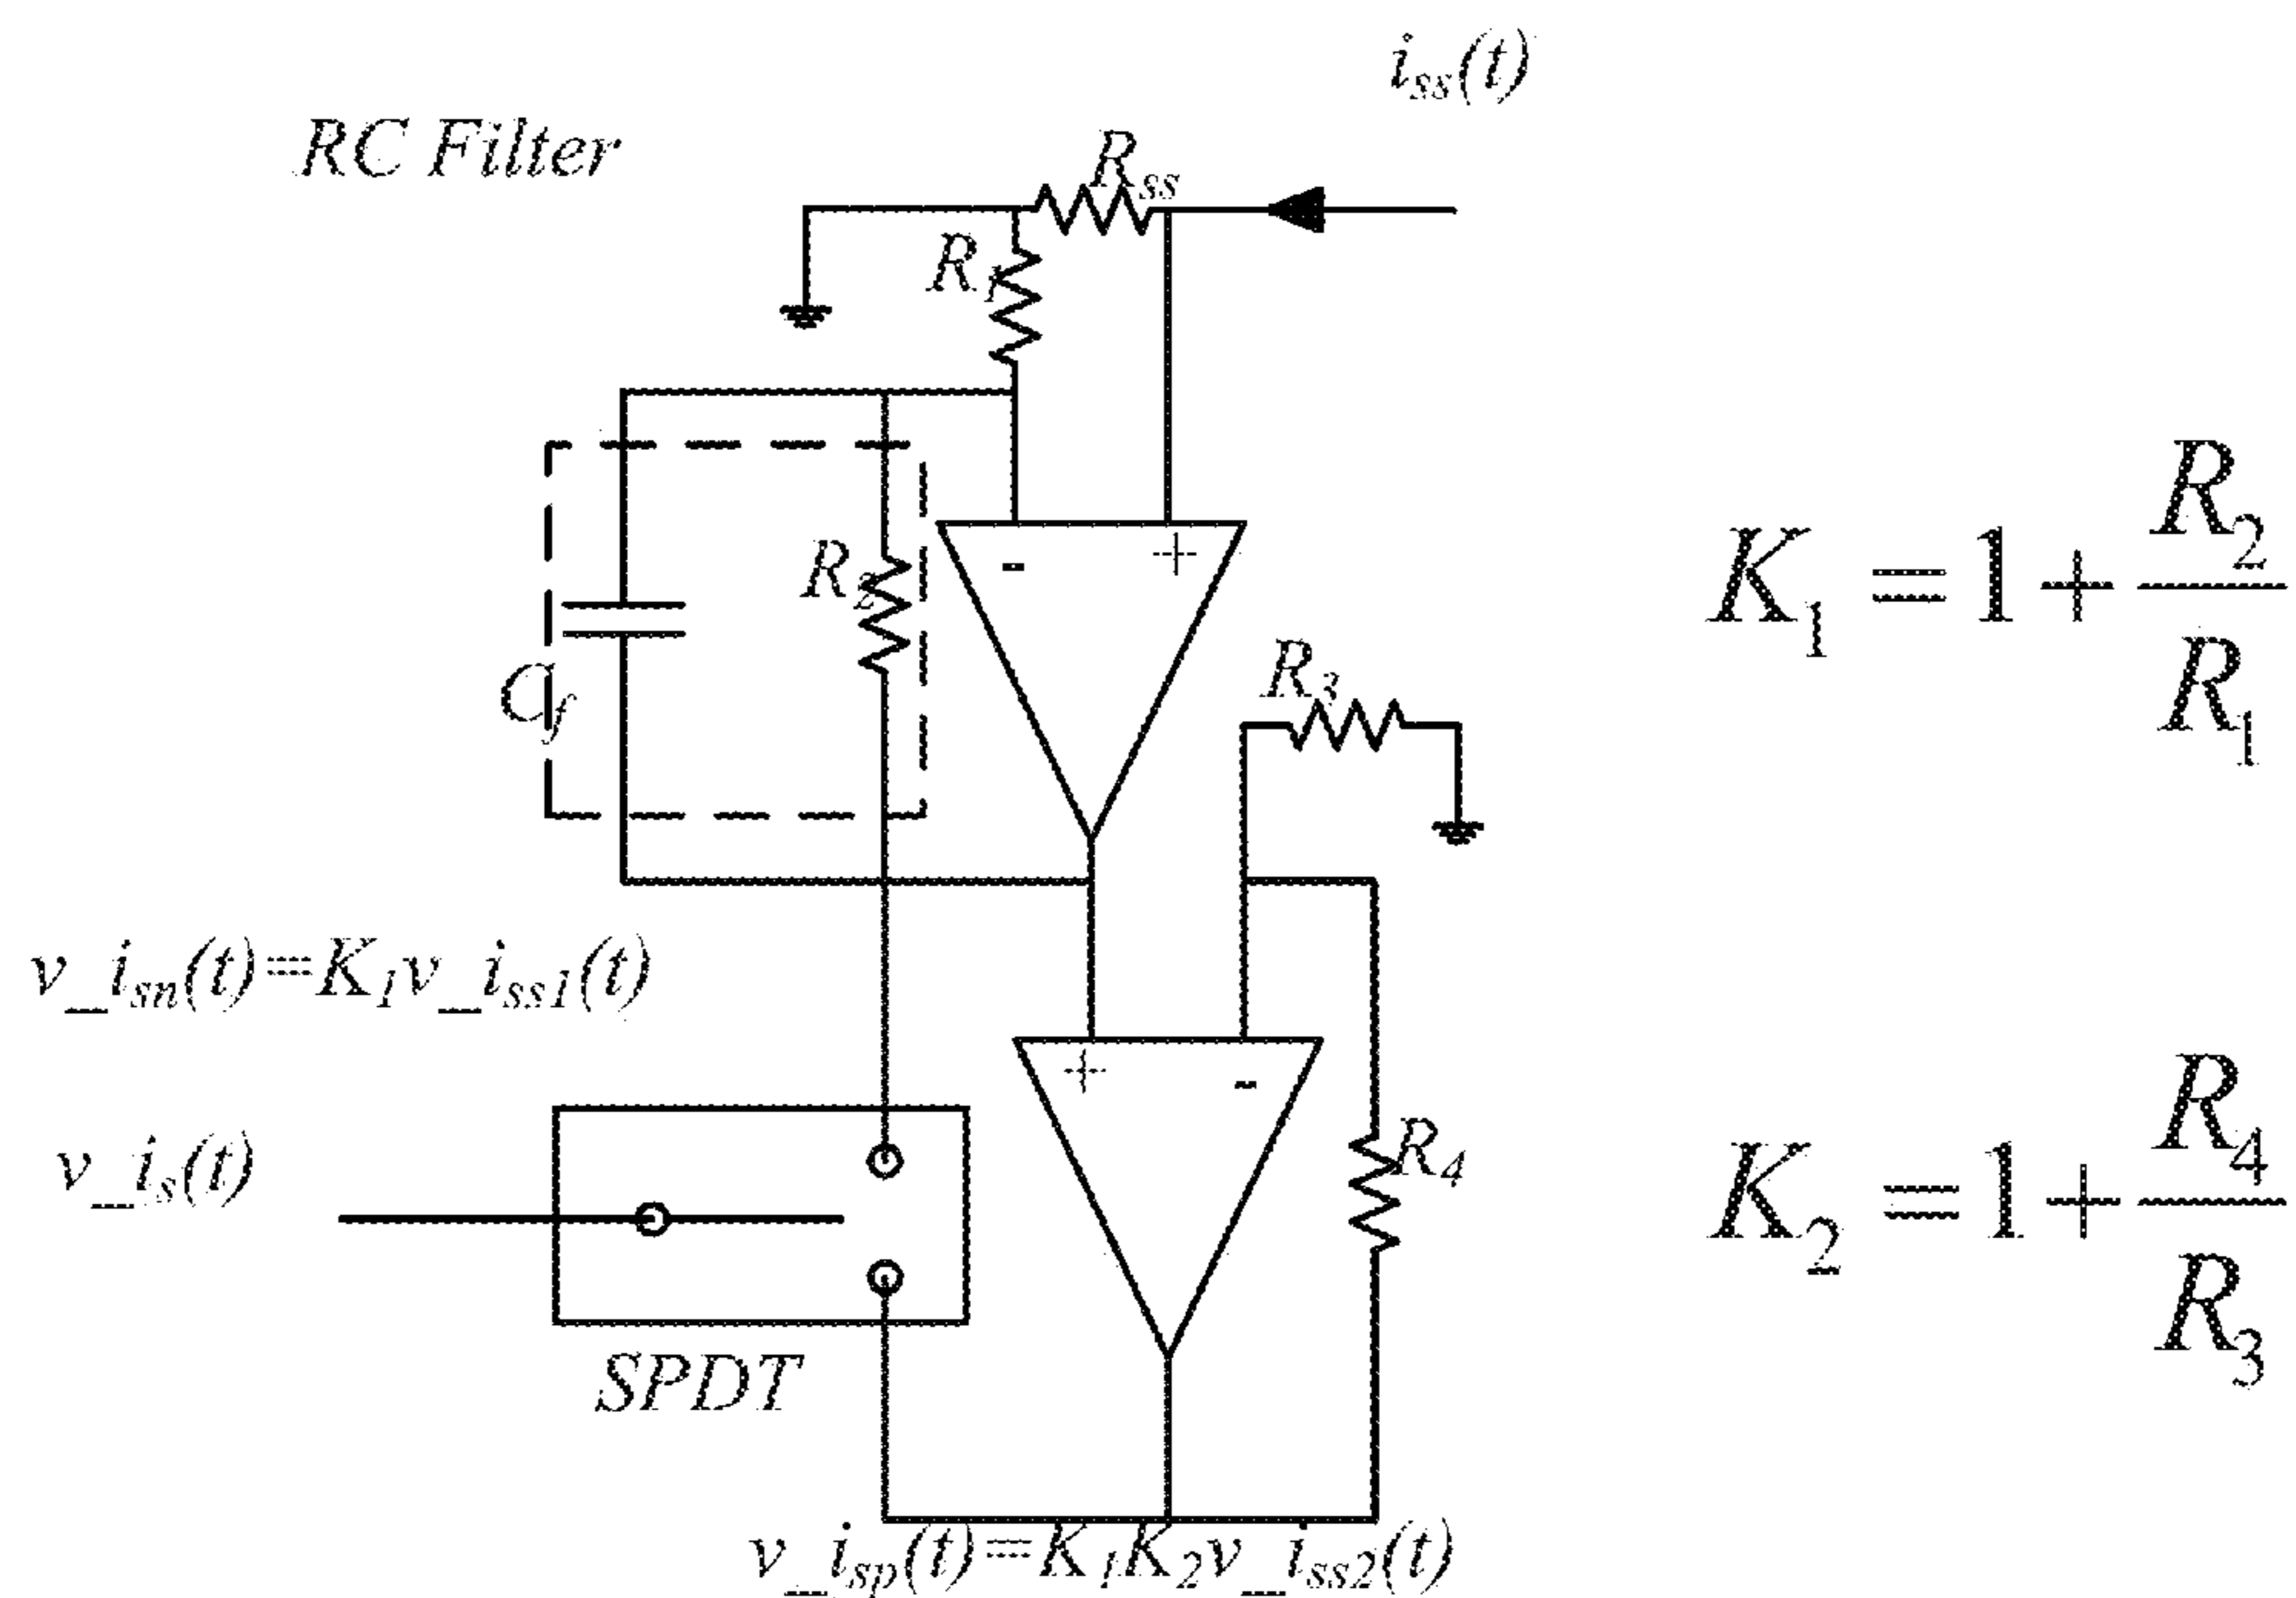 i_ss(t)
RC Filter
R_ss
R_1
R_2
C_f
R_3
K_1 = 1 + R_2/R_1
v_i_sn(t)=K_1v_i_ss1(t)
v_i_s(t)
R_4
K_2 = 1 + R_4/R_3
SPDT
v_i_sp(t)=K_1K_2v_i_ss2(t)
- +
+ -